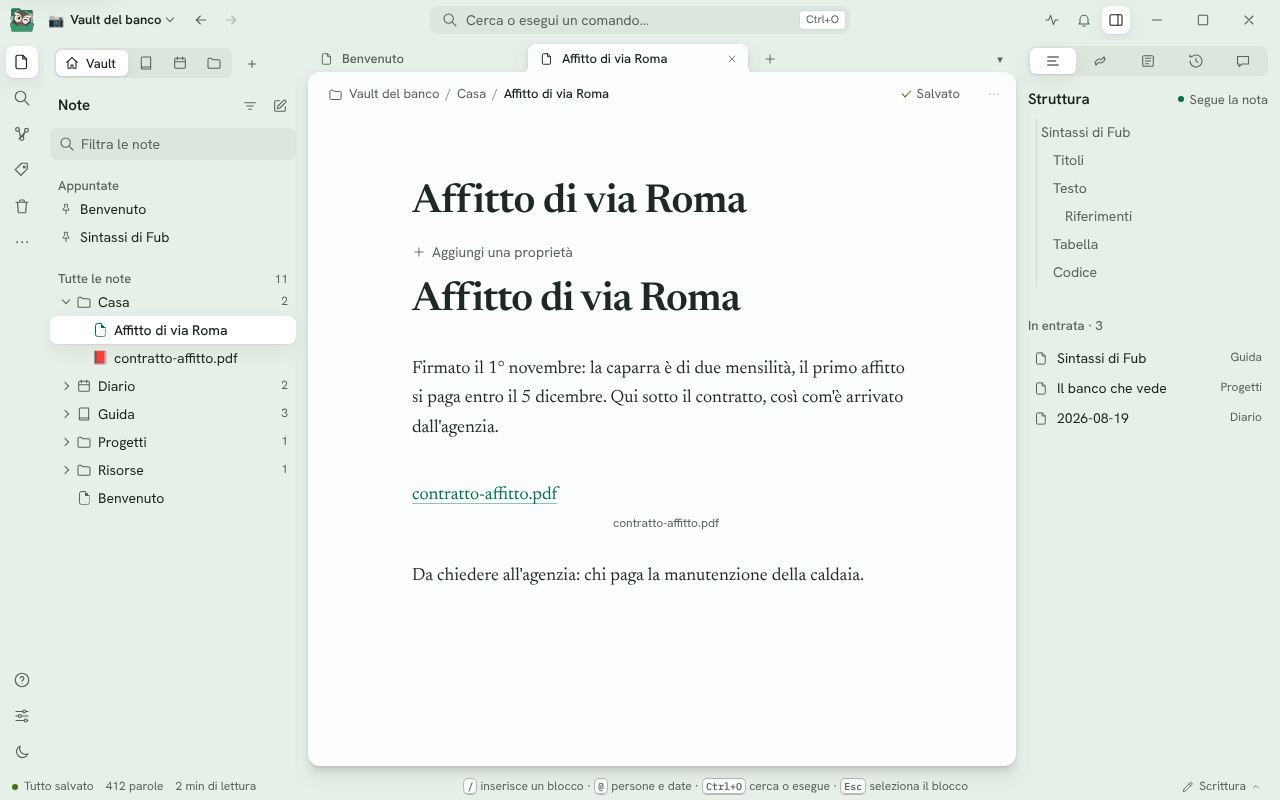 Vault del banco
Cerca o esegui un comando...
Ctrl+O
Vault
Note
Filtra le note
Appuntate
Benvenuto
Sintassi di Fub
Tutte le note 11
Casa 2
Affitto di via Roma
contratto-affitto.pdf
Diario 2
Guida 3
Progetti 1
Risorse 1
Benvenuto
Benvenuto
Affitto di via Roma
Vault del banco / Casa / Affitto di via Roma
Salvato
Affitto di via Roma
Aggiungi una proprietà
Affitto di via Roma
Firmato il 1° novembre: la caparra è di due mensilità, il primo affitto
si paga entro il 5 dicembre. Qui sotto il contratto, così com'è arrivato
dall'agenzia.
contratto-affitto.pdf
contratto-affitto.pdf
Da chiedere all'agenzia: chi paga la manutenzione della caldaia.
Struttura
Segue la nota
Sintassi di Fub
Titoli
Testo
Riferimenti
Tabella
Codice
In entrata · 3
Sintassi di Fub Guida
Il banco che vede Progetti
2026-08-19 Diario
Tutto salvato 412 parole 2 min di lettura
/ inserisce un blocco · @ persone e date · Ctrl+O cerca o esegue · Esc seleziona il blocco
Scrittura